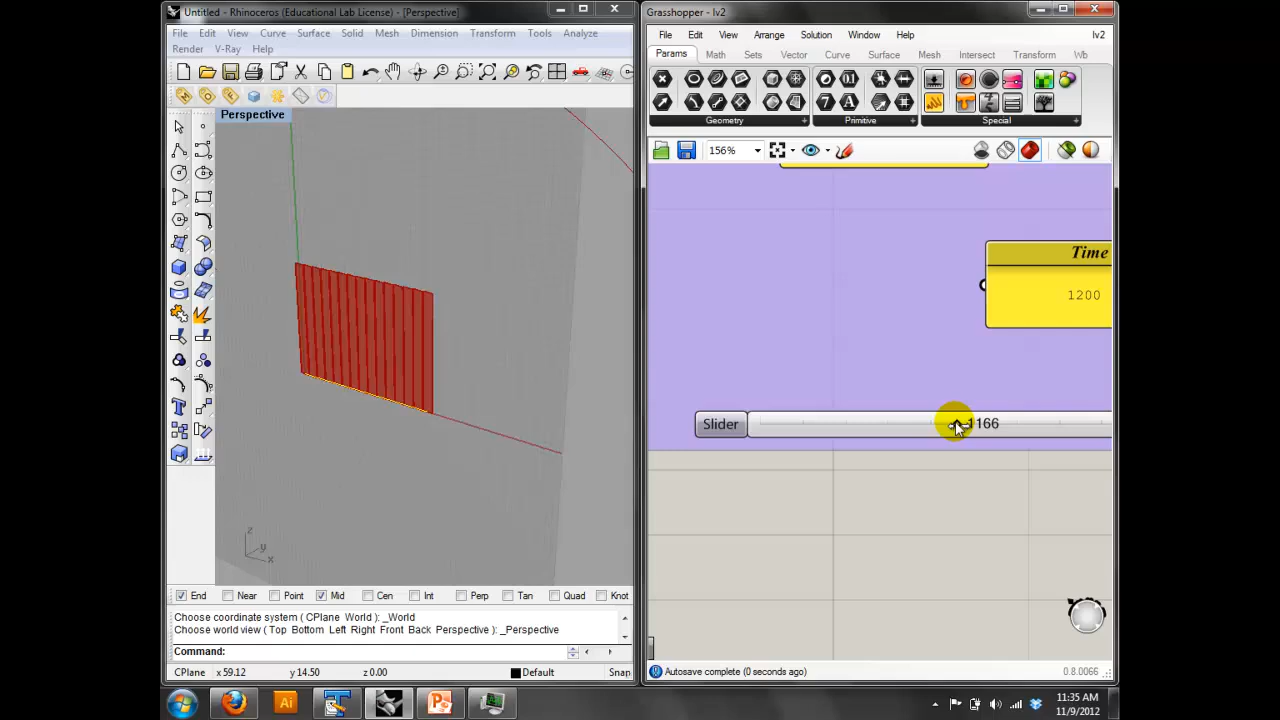 Untitled - Rhinoceros (Educational Lab License) - [Perspective]
File Edit View Curve Surface Solid Mesh Dimension Transform Tools Analyze
Render V-Ray Help
Perspective
z
y
x
End Near Point Mid Cen Int Perp Tan Quad Knot
Choose coordinate system ( CPlane World ): _World
Choose world view ( Top Bottom Left Right Front Back Perspective ): _Perspective
Command:
CPlane x 59.12 y 14.50 z 0.00 Default Snap
Grasshopper - lv2
File Edit View Arrange Solution Window Help lv2
Params Math Sets Vector Curve Surface Mesh Intersect Transform Wb
Geometry + Primitive + Special +
156%
Time
1200
Slider 1166
Autosave complete (0 seconds ago) 0.8.0066
Ai
11:35 AM
11/9/2012